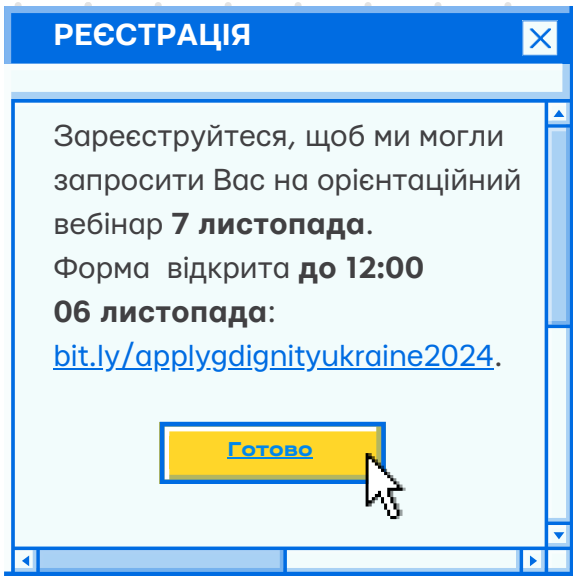 РЕЄСТРАЦІЯ
Зареєструйтеся, щоб ми могли
запросити Вас на орієнтаційний
вебінар 7 листопада.
Форма відкрита до 12:00
06 листопада:
bit.ly/applygdignityukraine2024.
Готово